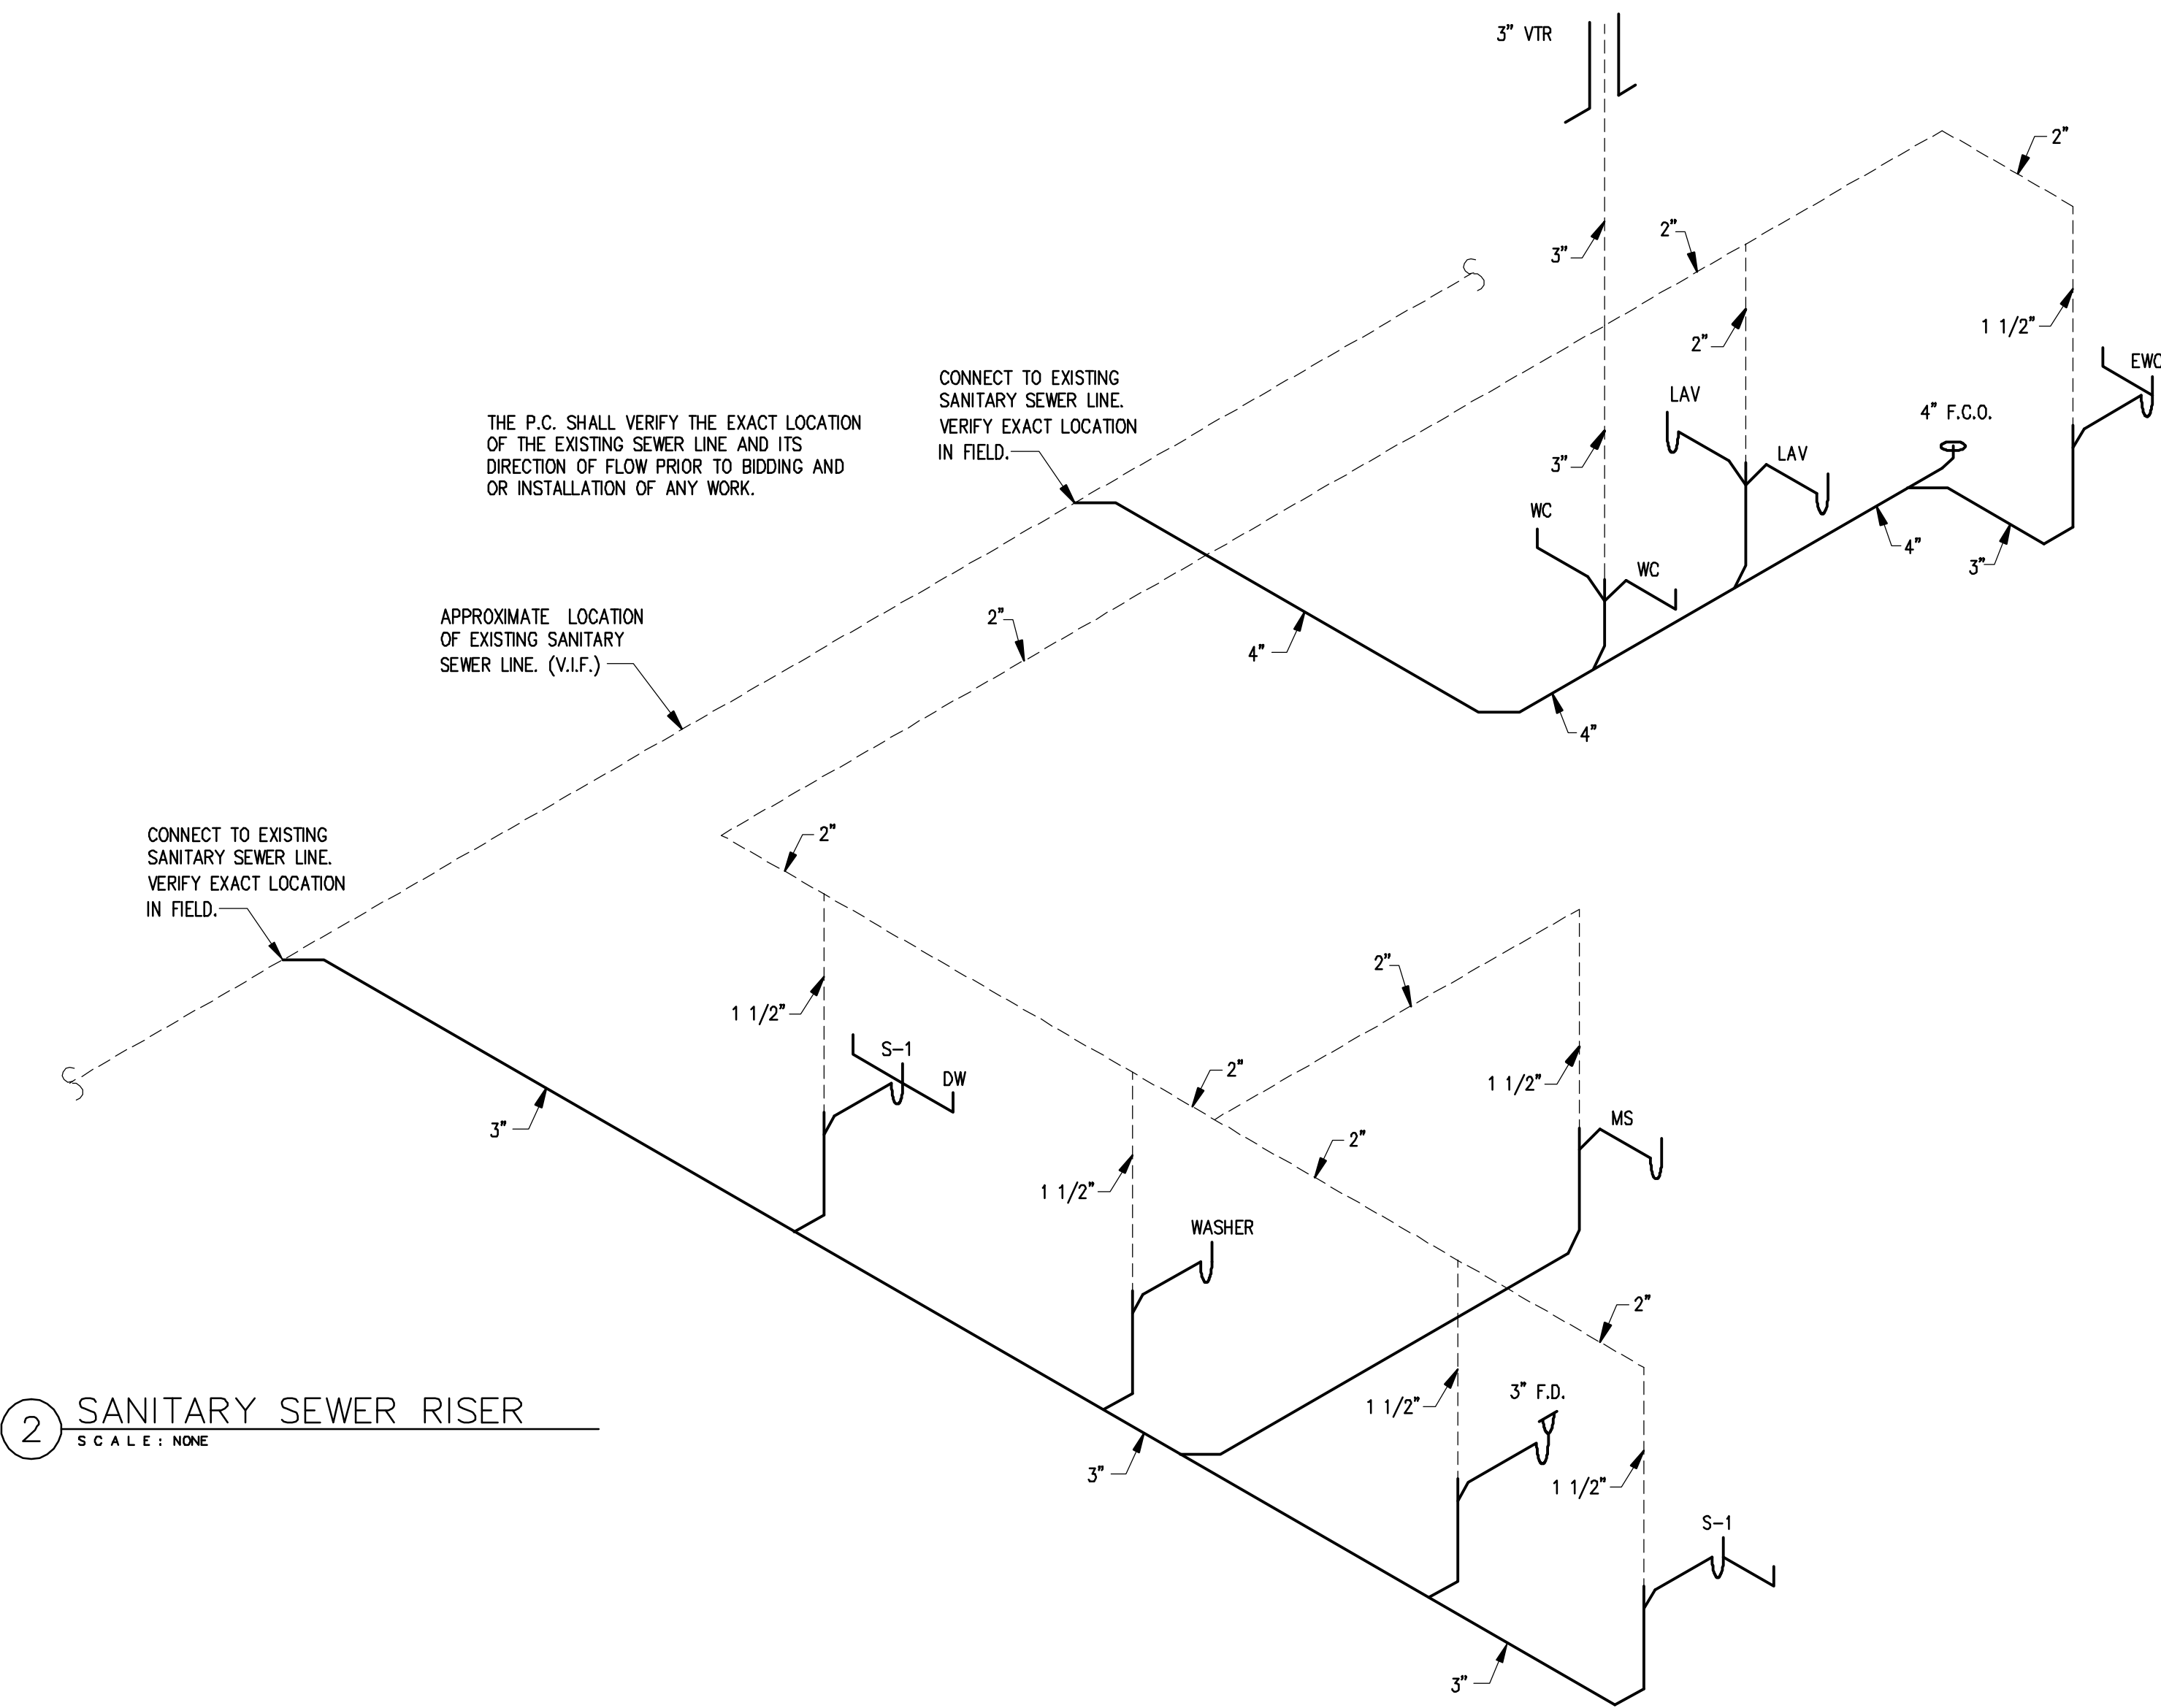 3" VTR
2"
3"
2"
2"
1 1/2"
EWC
CONNECT TO EXISTING
SANITARY SEWER LINE.
VERIFY EXACT LOCATION
IN FIELD.
THE P.C. SHALL VERIFY THE EXACT LOCATION
OF THE EXISTING SEWER LINE AND ITS
DIRECTION OF FLOW PRIOR TO BIDDING AND
OR INSTALLATION OF ANY WORK.
LAV
LAV
4" F.C.O.
3"
WC
WC
4"
3"
APPROXIMATE LOCATION
OF EXISTING SANITARY
SEWER LINE. (V.I.F.)
2"
4"
4"
CONNECT TO EXISTING
SANITARY SEWER LINE.
VERIFY EXACT LOCATION
IN FIELD.
2"
2"
1 1/2"
S-1
DW
2"
1 1/2"
3"
MS
2"
1 1/2"
WASHER
2"
3" F.D.
1 1/2"
2 SANITARY SEWER RISER
SCALE: NONE
3"
1 1/2"
S-1
3"